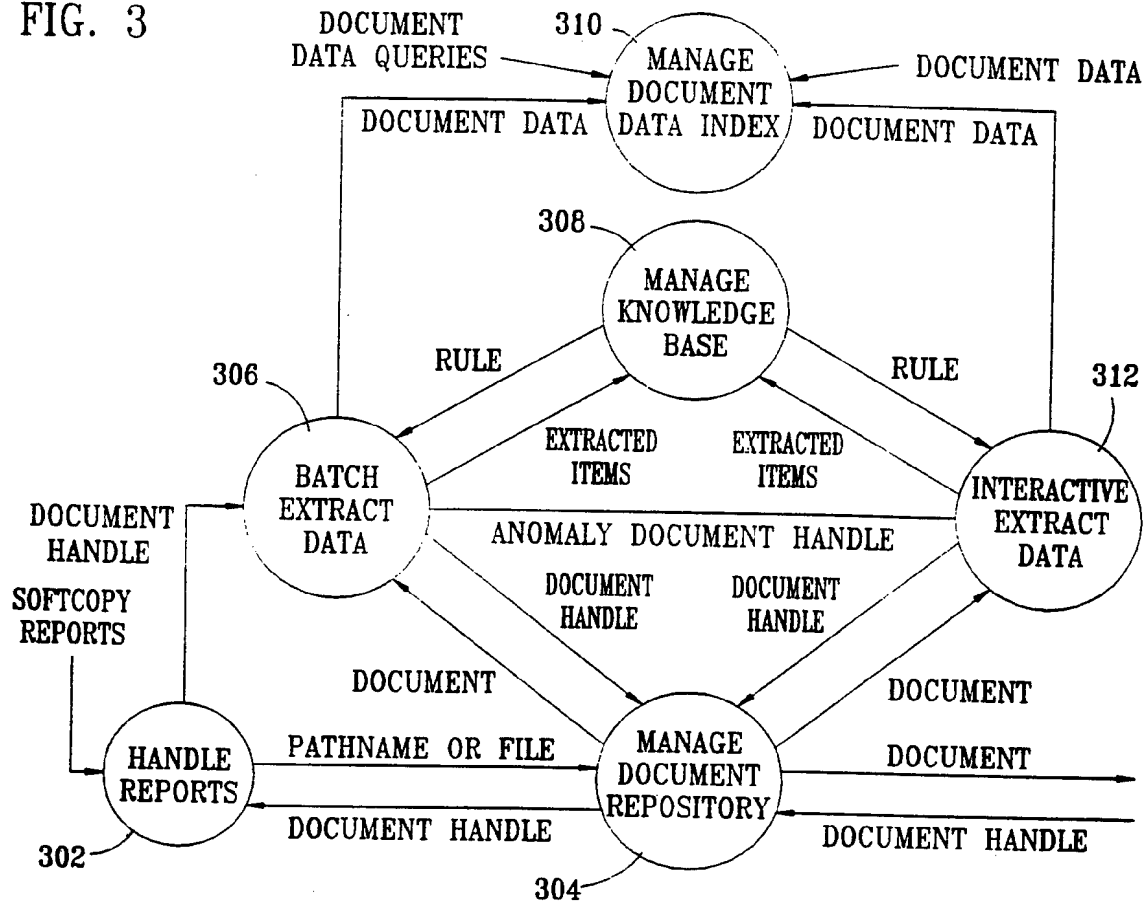 FIG. 3
310
DOCUMENT
DATA QUERIES
MANAGE
DOCUMENT
DATA INDEX
DOCUMENT DATA
DOCUMENT DATA
DOCUMENT DATA
308
MANAGE
KNOWLEDGE
BASE
306
RULE
RULE
312
BATCH
EXTRACT
DATA
EXTRACTED
ITEMS
EXTRACTED
ITEMS
INTERACTIVE
EXTRACT
DATA
DOCUMENT
HANDLE
ANOMALY DOCUMENT HANDLE
SOFTCOPY
REPORTS
DOCUMENT
HANDLE
DOCUMENT
HANDLE
DOCUMENT
DOCUMENT
HANDLE
REPORTS
PATHNAME OR FILE
MANAGE
DOCUMENT
REPOSITORY
DOCUMENT
DOCUMENT HANDLE
DOCUMENT HANDLE
302
304